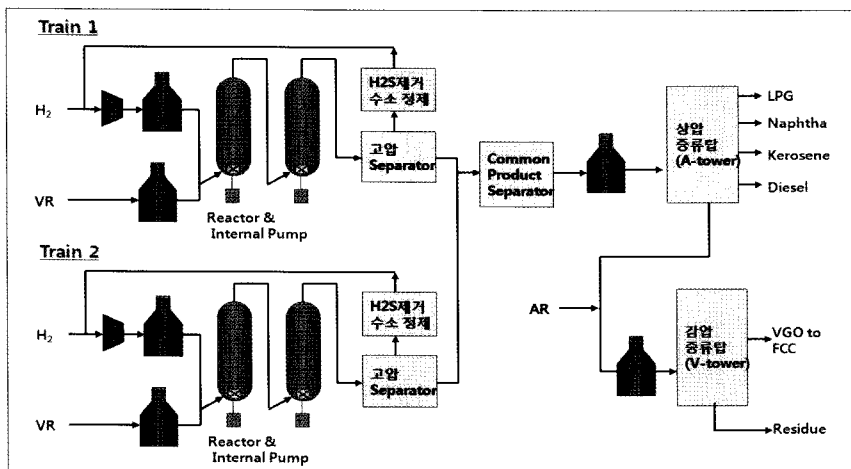 Train 1
H2
VR
H2S제거
수소 정제
고압
Separator
Reactor &
Internal Pump
Common
Product
Separator
상압
증류탑
(A-tower)
LPG
Naphtha
Kerosene
Diesel
Train 2
H2
VR
H2S제거
수소 정제
고압
Separator
Reactor &
Internal Pump
AR
감압
증류탑
(V-tower)
VGO to
FCC
Residue